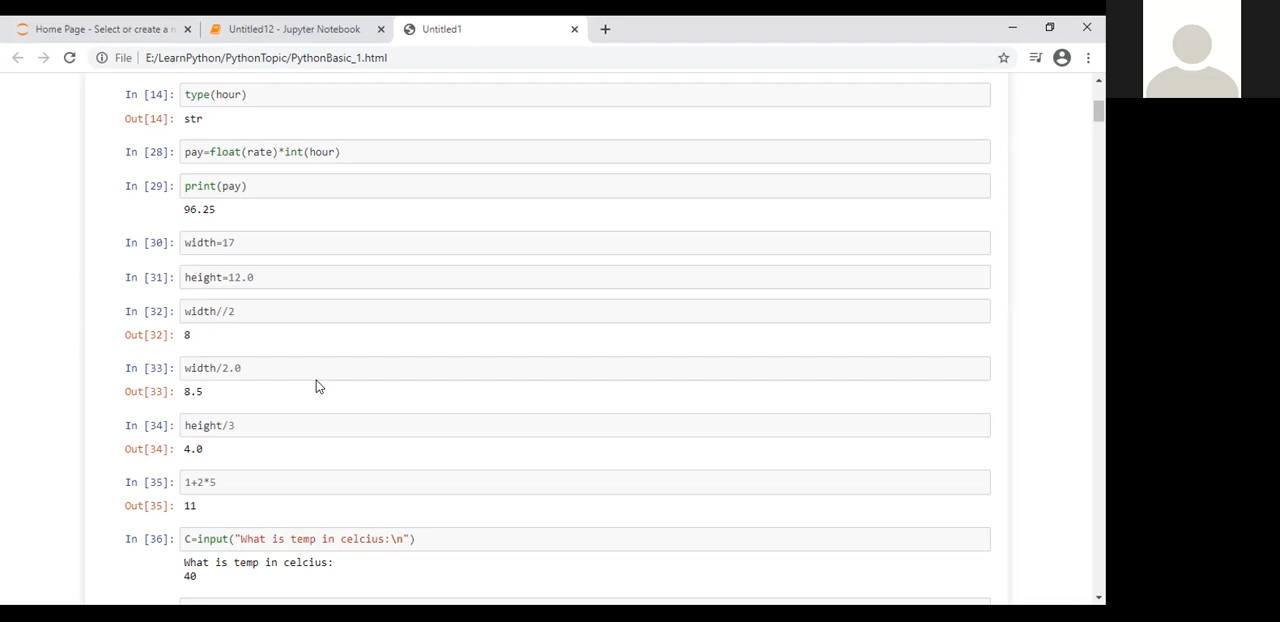 Home Page - Select or create a n
Untitled12 - Jupyter Notebook
Untitled1
File
E:/LearnPython/PythonTopic/PythonBasic_1.html
In [14]: type(hour)
Out[14]: str
In [28]: pay=float(rate)*int(hour)
In [29]: print(pay)
96.25
In [30]: width=17
In [31]: height=12.0
In [32]: width//2
Out[32]: 8
In [33]: width/2.0
Out[33]: 8.5
In [34]: height/3
Out[34]: 4.0
In [35]: 1+2*5
Out[35]: 11
In [36]: C=input("What is temp in celcius:\n")
What is temp in celcius:
40